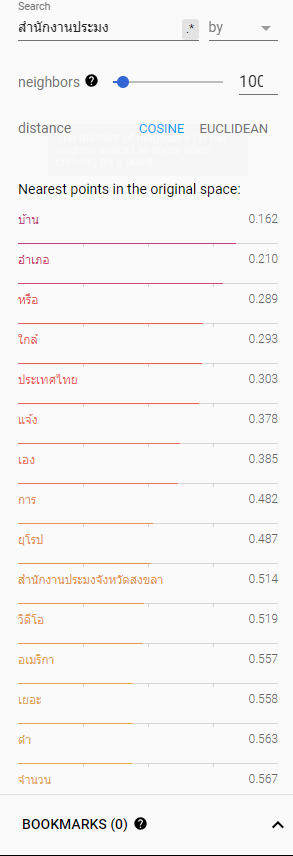 Search
สำนักงานประมง .* by
neighbors 100
distance COSINE EUCLIDEAN
Nearest points in the original space:
บ้าน 0.162
อำเภอ 0.210
หรือ 0.289
ใกล้ 0.293
ประเทศไทย 0.303
แจ้ง 0.378
เอง 0.385
การ 0.482
ยุโรป 0.487
สำนักงานประมงจังหวัดสงขลา 0.514
วิดีโอ 0.519
อเมริกา 0.557
เยอะ 0.558
ดำ 0.563
จำนวน 0.567
BOOKMARKS (0)